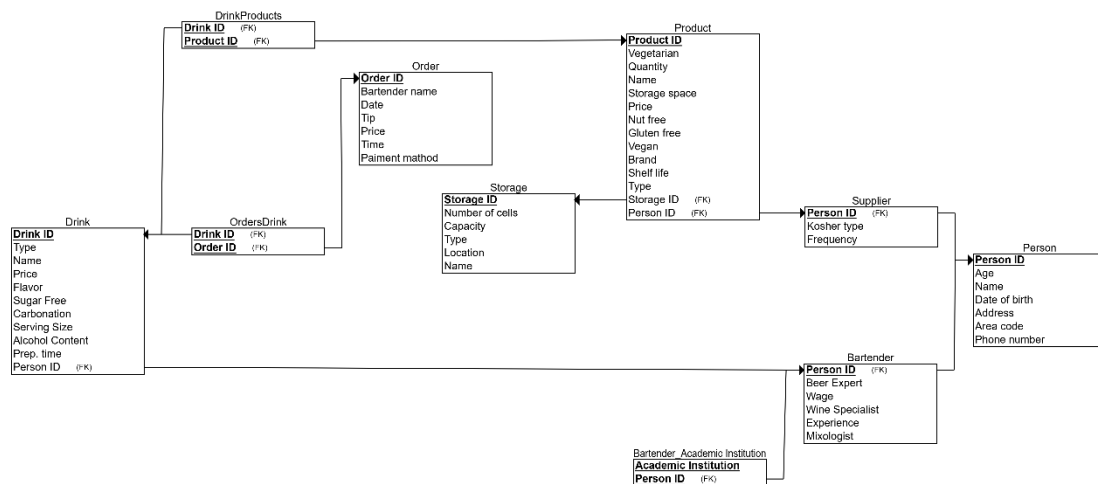 DrinkProducts
Drink ID (FK)
Product ID (FK)
Order
Order ID
Bartender name
Date
Tip
Price
Time
Paiment mathod
Product
Product ID
Vegetarian
Quantity
Name
Storage space
Price
Nut free
Gluten free
Vegan
Brand
Shelf life
Type
Storage ID (FK)
Person ID (FK)
Storage
Storage ID
Number of cells
Capacity
Type
Location
Name
Drink
Drink ID
Type
Name
Price
Flavor
Sugar Free
Carbonation
Serving Size
Alcohol Content
Prep. time
Person ID (FK)
OrdersDrink
Drink ID (FK)
Order ID (FK)
Supplier
Person ID (FK)
Kosher type
Frequency
Person
Person ID
Age
Name
Date of birth
Address
Area code
Phone number
Bartender
Person ID (FK)
Beer Expert
Wage
Wine Specialist
Experience
Mixologist
Bartender_Academic Institution
Academic Institution
Person ID (FK)